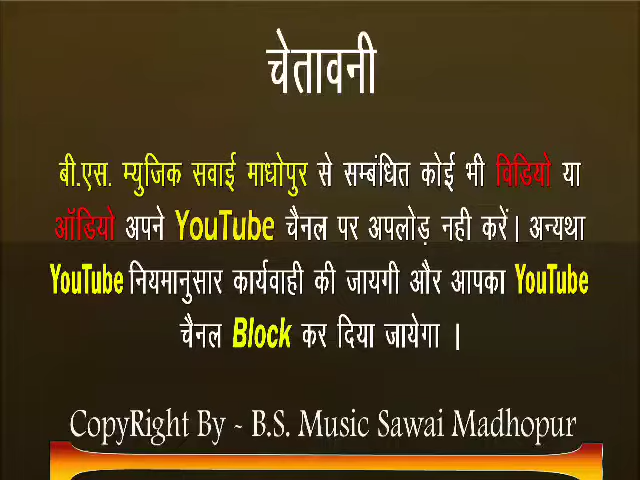 चेतावनी
बी.एस. म्युजिक सवाई माधोपुर से सम्बंधित कोई भी विडियो या
ऑडियो अपने YouTube चैनल पर अपलोड़ नही करें। अन्यथा
YouTube नियमानुसार कार्यवाही की जायगी और आपका YouTube
चैनल Block कर दिया जायेगा ।
CopyRight By - B.S. Music Sawai Madhopur